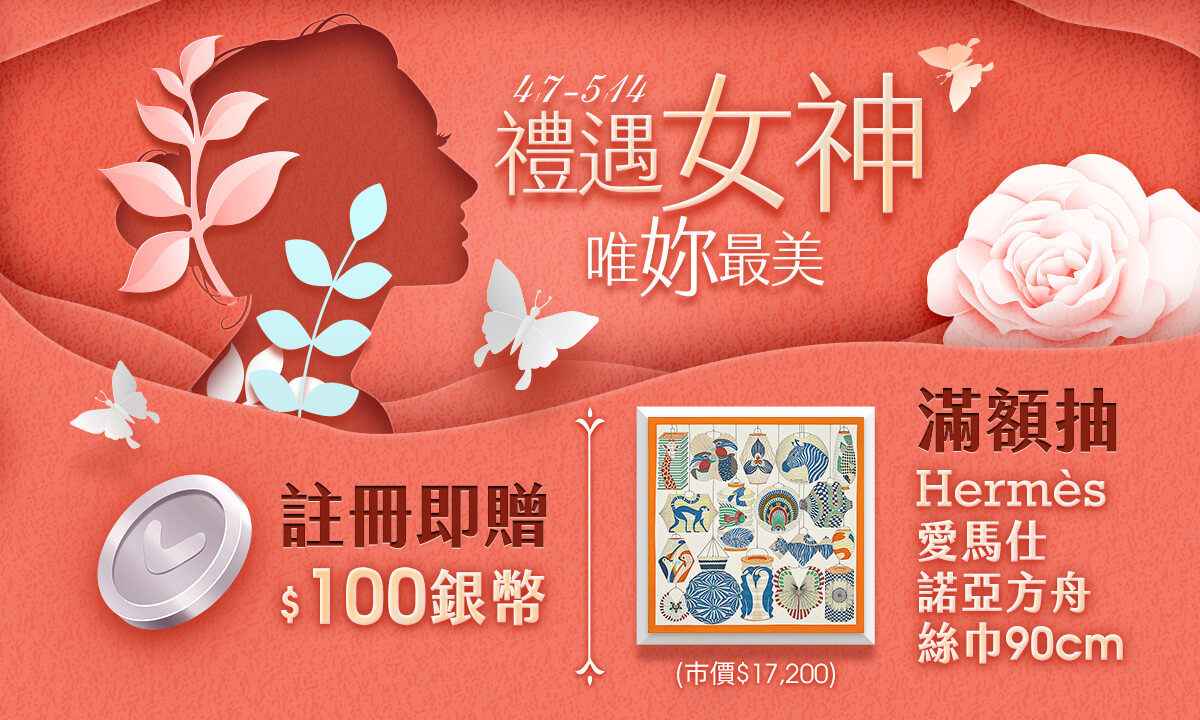 4.7-5.14
禮遇女神
唯妳最美
註冊即贈
$100銀幣
滿額抽
Hermès
愛馬仕
諾亞方舟
絲巾90cm
(市價$17,200)